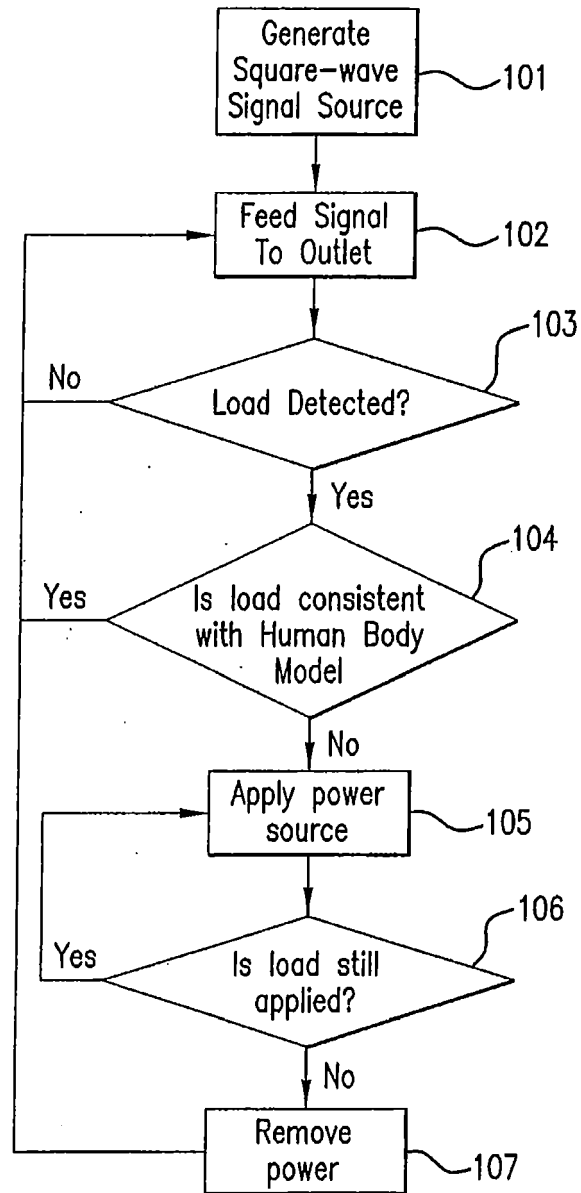 Generate
Square-wave
Signal Source
101
Feed Signal
To Outlet
102
103
No
Load Detected?
Yes
104
Yes
Is load consistent
with Human Body
Model
No
Apply power
source
105
106
Yes
Is load still
applied?
No
Remove
power
107